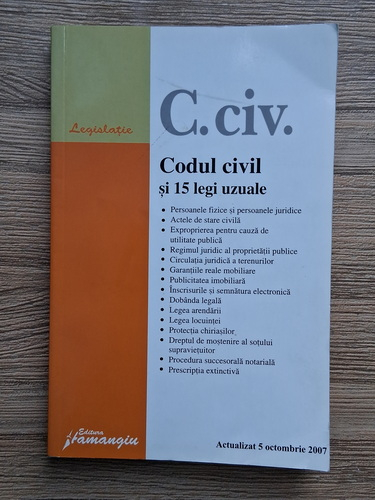 Legislație
C.civ.
Codul civil
și 15 legi uzuale
• Persoanele fizice și persoanele juridice
• Actele de stare civilă
• Exproprierea pentru cauză de
utilitate publică
• Regimul juridic al proprietății publice
• Circulația juridică a terenurilor
• Garanțiile reale mobiliare
• Publicitatea imobiliară
• Înscrisurile și semnătura electronică
• Dobânda legală
• Legea arendării
• Legea locuinței
• Protecția chiriașilor
• Dreptul de moștenire al soțului
supraviețuitor
• Procedura succesorală notarială
• Prescripția extinctivă
Editura
Hamangiu
Actualizat 5 octombrie 2007